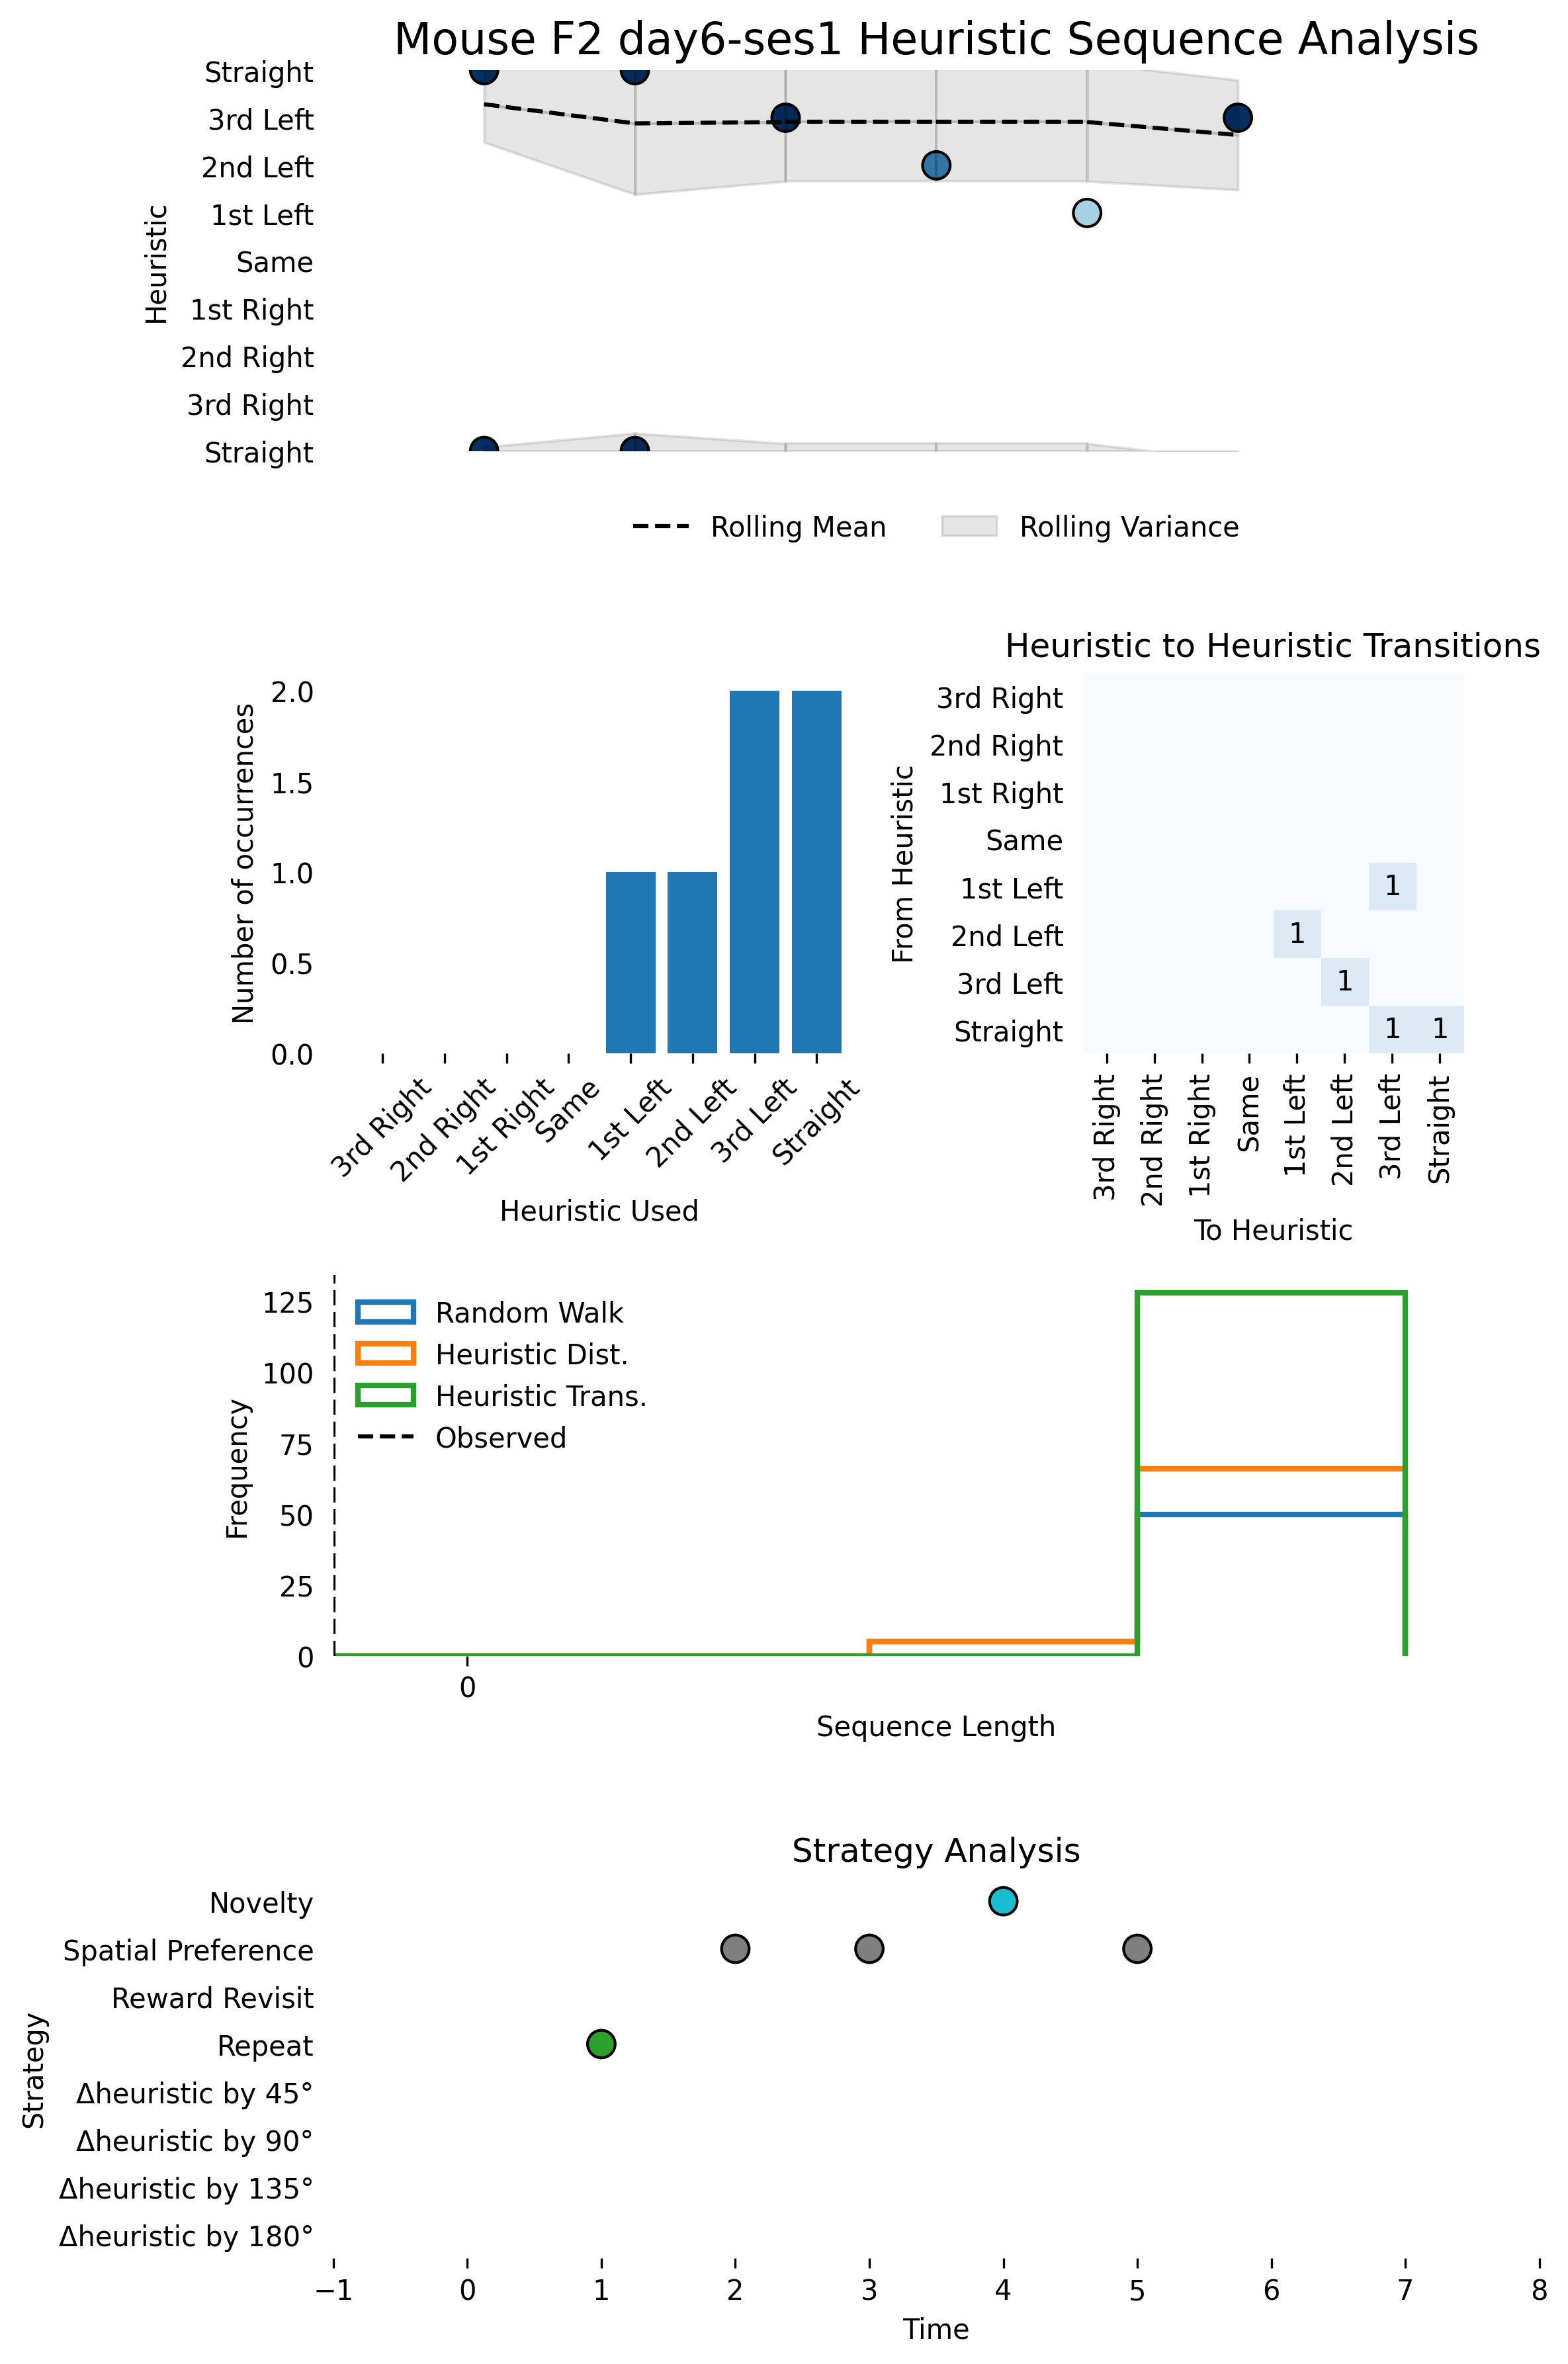 Mouse F2 day6-ses1 Heuristic Sequence Analysis
Heuristic
Straight
3rd Left
2nd Left
1st Left
Same
1st Right
2nd Right
3rd Right
Straight
Rolling Mean
Rolling Variance
Number of occurrences
2.0
1.5
1.0
0.5
0.0
3rd Right
2nd Right
1st Right
Same
1st Left
2nd Left
3rd Left
Straight
Heuristic Used
Heuristic to Heuristic Transitions
From Heuristic
3rd Right
2nd Right
1st Right
Same
1st Left
2nd Left
3rd Left
Straight
1
1
1
1 1
3rd Right
2nd Right
1st Right
Same
1st Left
2nd Left
3rd Left
Straight
To Heuristic
Frequency
125
100
75
50
25
0
Random Walk
Heuristic Dist.
Heuristic Trans.
Observed
0
Sequence Length
Strategy Analysis
Strategy
Novelty
Spatial Preference
Reward Revisit
Repeat
Δheuristic by 45°
Δheuristic by 90°
Δheuristic by 135°
Δheuristic by 180°
−1 0 1 2 3 4 5 6 7 8
Time